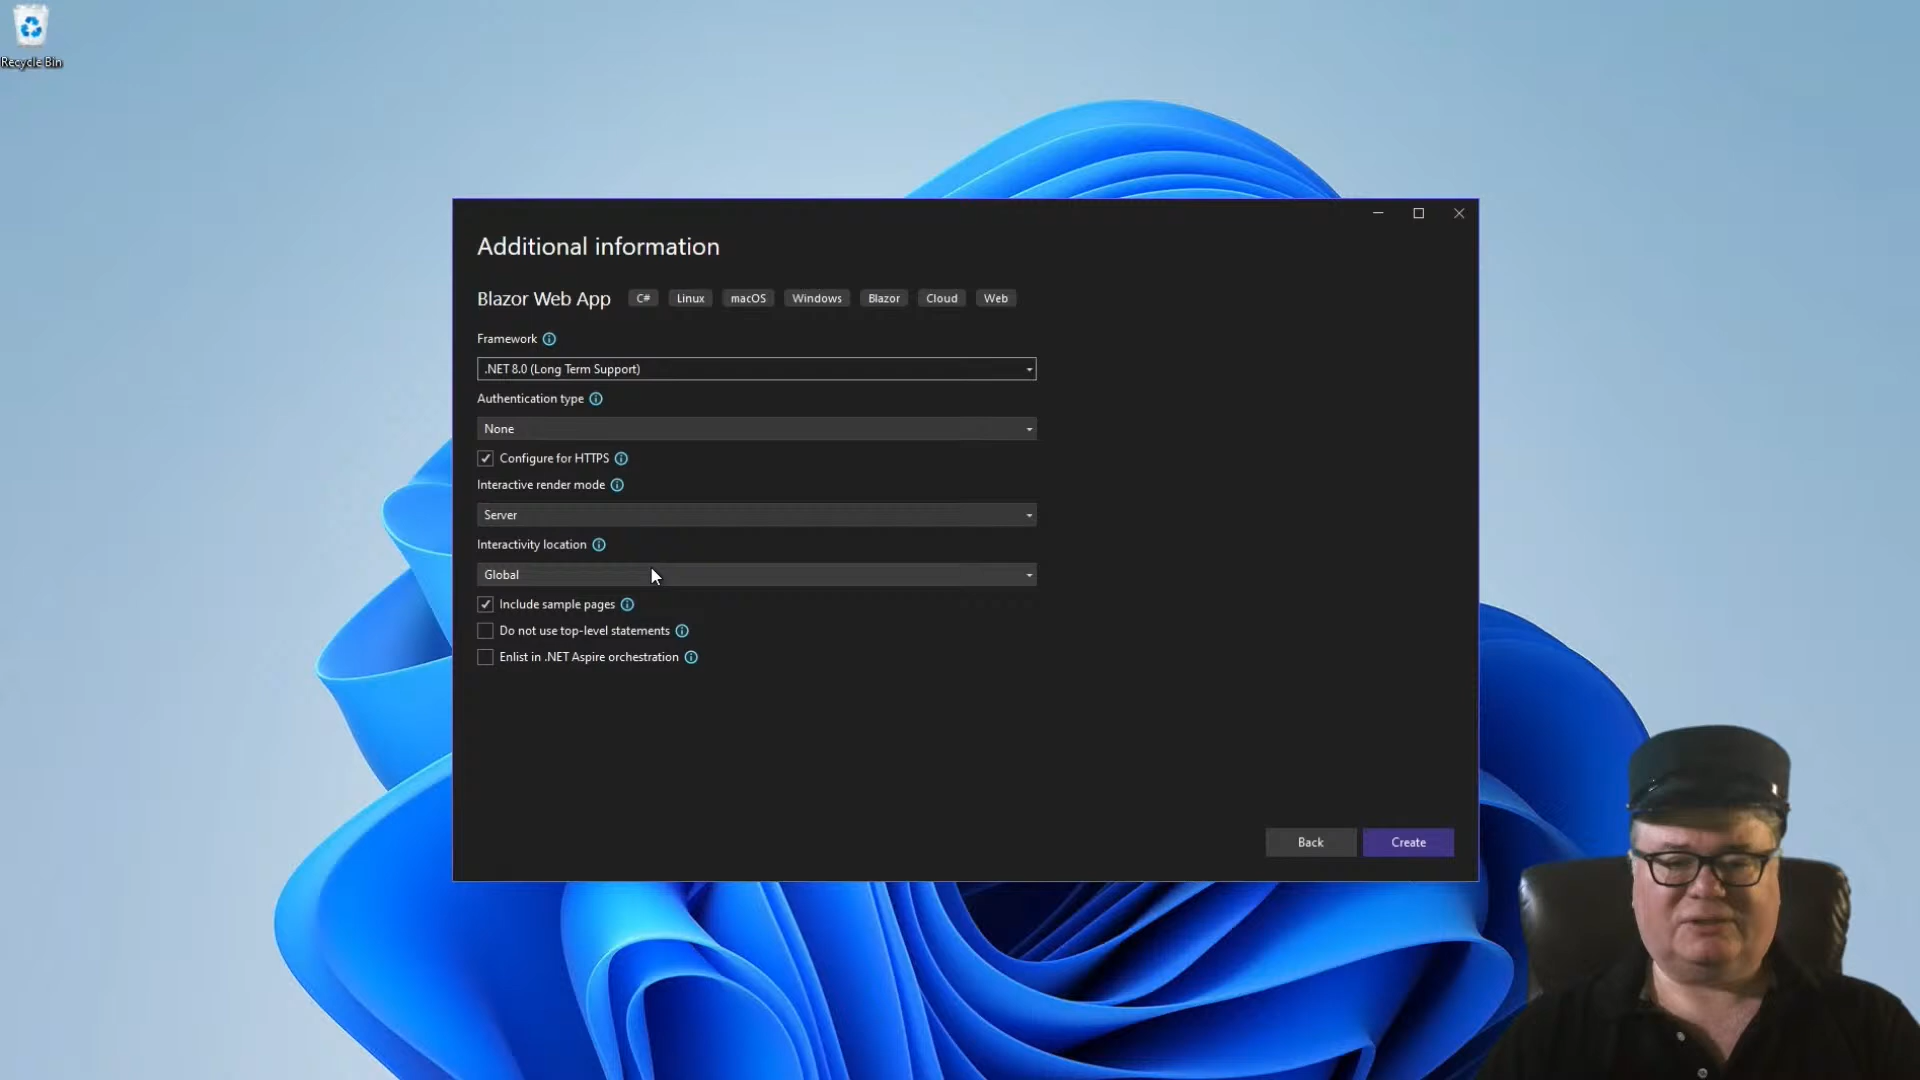 Recycle Bin
Additional information
Blazor Web App C# Linux macOS Windows Blazor Cloud Web
Framework
.NET 8.0 (Long Term Support)
Authentication type
None
Configure for HTTPS
Interactive render mode
Server
Interactivity location
Global
Include sample pages
Do not use top-level statements
Enlist in .NET Aspire orchestration
Back Create